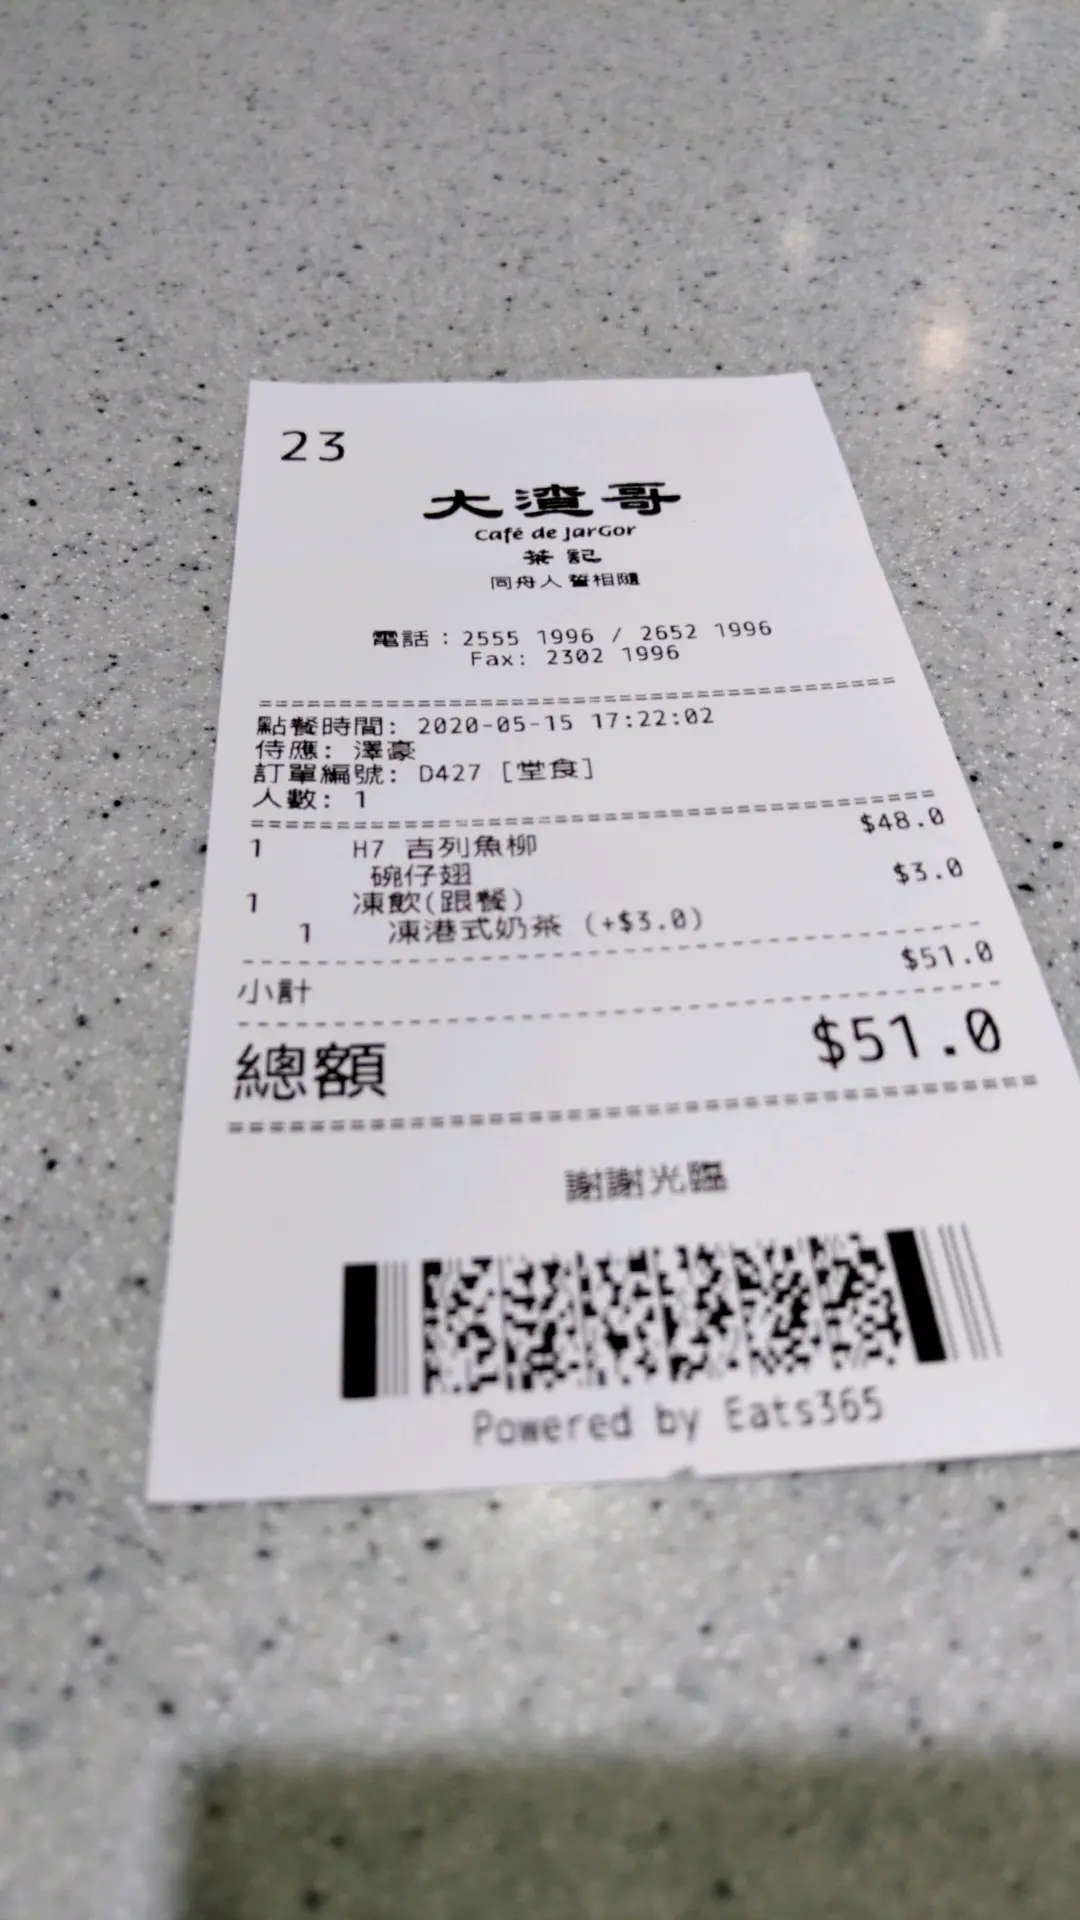 23
大渣哥
Café de JarGor
茶記
同舟人誓相隨
電話：2555 1996 / 2652 1996
Fax: 2302 1996
點餐時間: 2020-05-15 17:22:02
侍應: 澤豪
訂單編號: D427 [堂食]
人數: 1
1 H7 吉列魚柳 $48.0
碗仔翅
1 凍飲(跟餐) $3.0
1 凍港式奶茶 (+$3.0)
小計 $51.0
總額 $51.0
謝謝光臨
Powered by Eats365